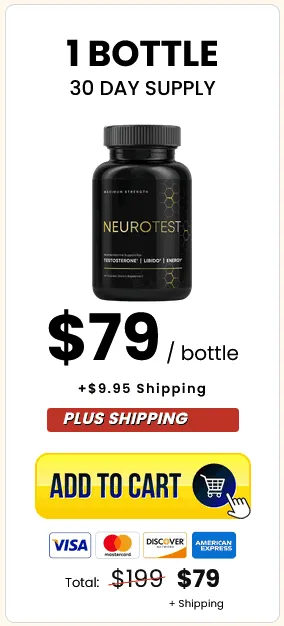 1 BOTTLE
30 DAY SUPPLY
MAXIMUM STRENGTH
NEUROTEST
TESTOSTERONE* | LIBIDO* | ENERGY*
$79 / bottle
+$9.95 Shipping
PLUS SHIPPING
ADD TO CART
VISA
mastercard
DISCOVER
NETWORK
AMERICAN
EXPRESS
Total: $199 $79
+ Shipping